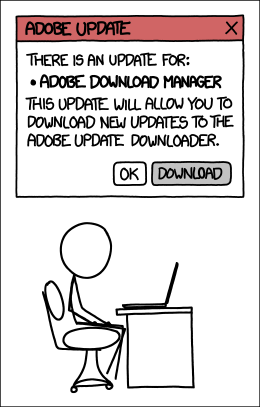 ADOBE UPDATE X
THERE IS AN UPDATE FOR:
• ADOBE DOWNLOAD MANAGER
THIS UPDATE WILL ALLOW YOU TO
DOWNLOAD NEW UPDATES TO THE
ADOBE UPDATE DOWNLOADER.
OK DOWNLOAD